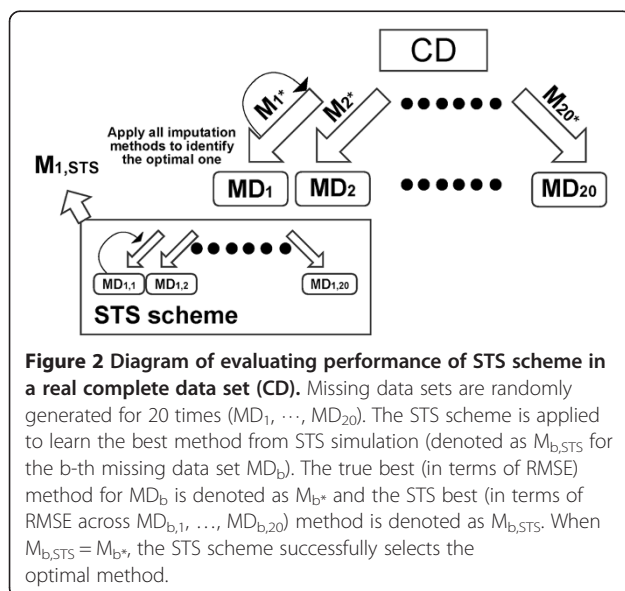 CD
M1*
M2*
M20*
Apply all imputation
methods to identify
the optimal one
M1,STS
MD1
MD2
MD20
MD1,1
MD1,2
MD1,20
STS scheme
Figure 2 Diagram of evaluating performance of STS scheme in
a real complete data set (CD). Missing data sets are randomly
generated for 20 times (MD1, ⋯, MD20). The STS scheme is applied
to learn the best method from STS simulation (denoted as Mb,STS for
the b-th missing data set MDb). The true best (in terms of RMSE)
method for MDb is denoted as Mb* and the STS best (in terms of
RMSE across MDb,1, …, MDb,20) method is denoted as Mb,STS. When
Mb,STS = Mb*, the STS scheme successfully selects the
optimal method.